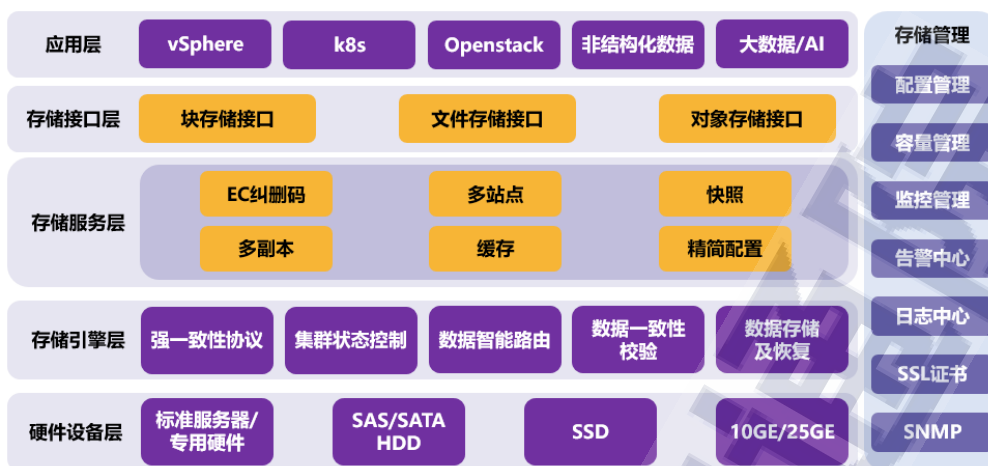 应用层
vSphere
k8s
Openstack
非结构化数据
大数据/AI
存储接口层
块存储接口
文件存储接口
对象存储接口
存储服务层
EC纠删码
多站点
快照
多副本
缓存
精简配置
存储引擎层
强一致性协议
集群状态控制
数据智能路由
数据一致性
校验
数据存储
及恢复
硬件设备层
标准服务器/
专用硬件
SAS/SATA
HDD
SSD
10GE/25GE
存储管理
配置管理
容量管理
监控管理
告警中心
日志中心
SSL证书
SNMP